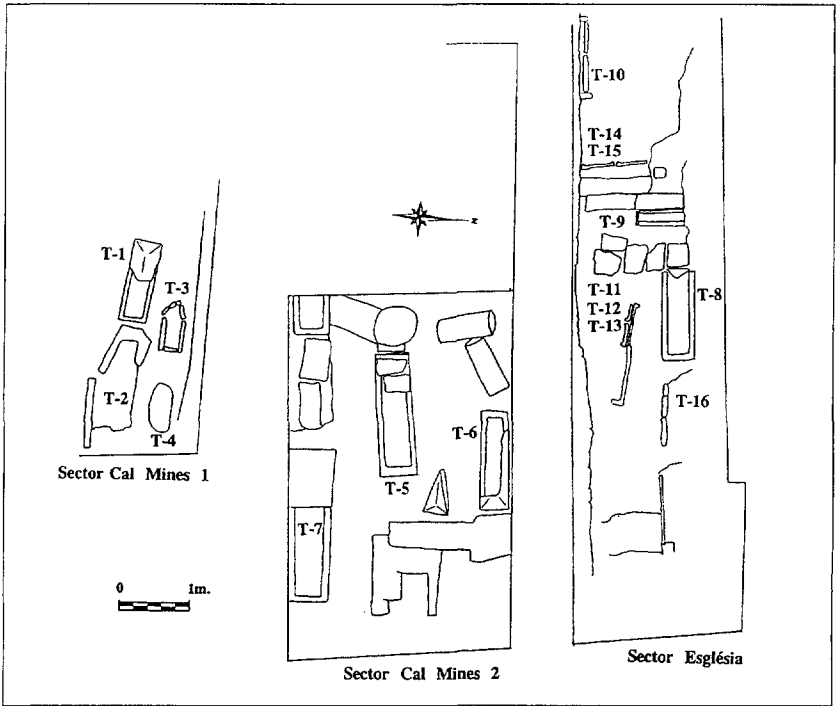 T-1
T-3
T-2
T-4
Sector Cal Mines 1
0 1m.
N
T-6
T-5
T-7
Sector Cal Mines 2
T-10
T-14
T-15
T-9
T-11
T-12
T-13
T-8
T-16
Sector Església